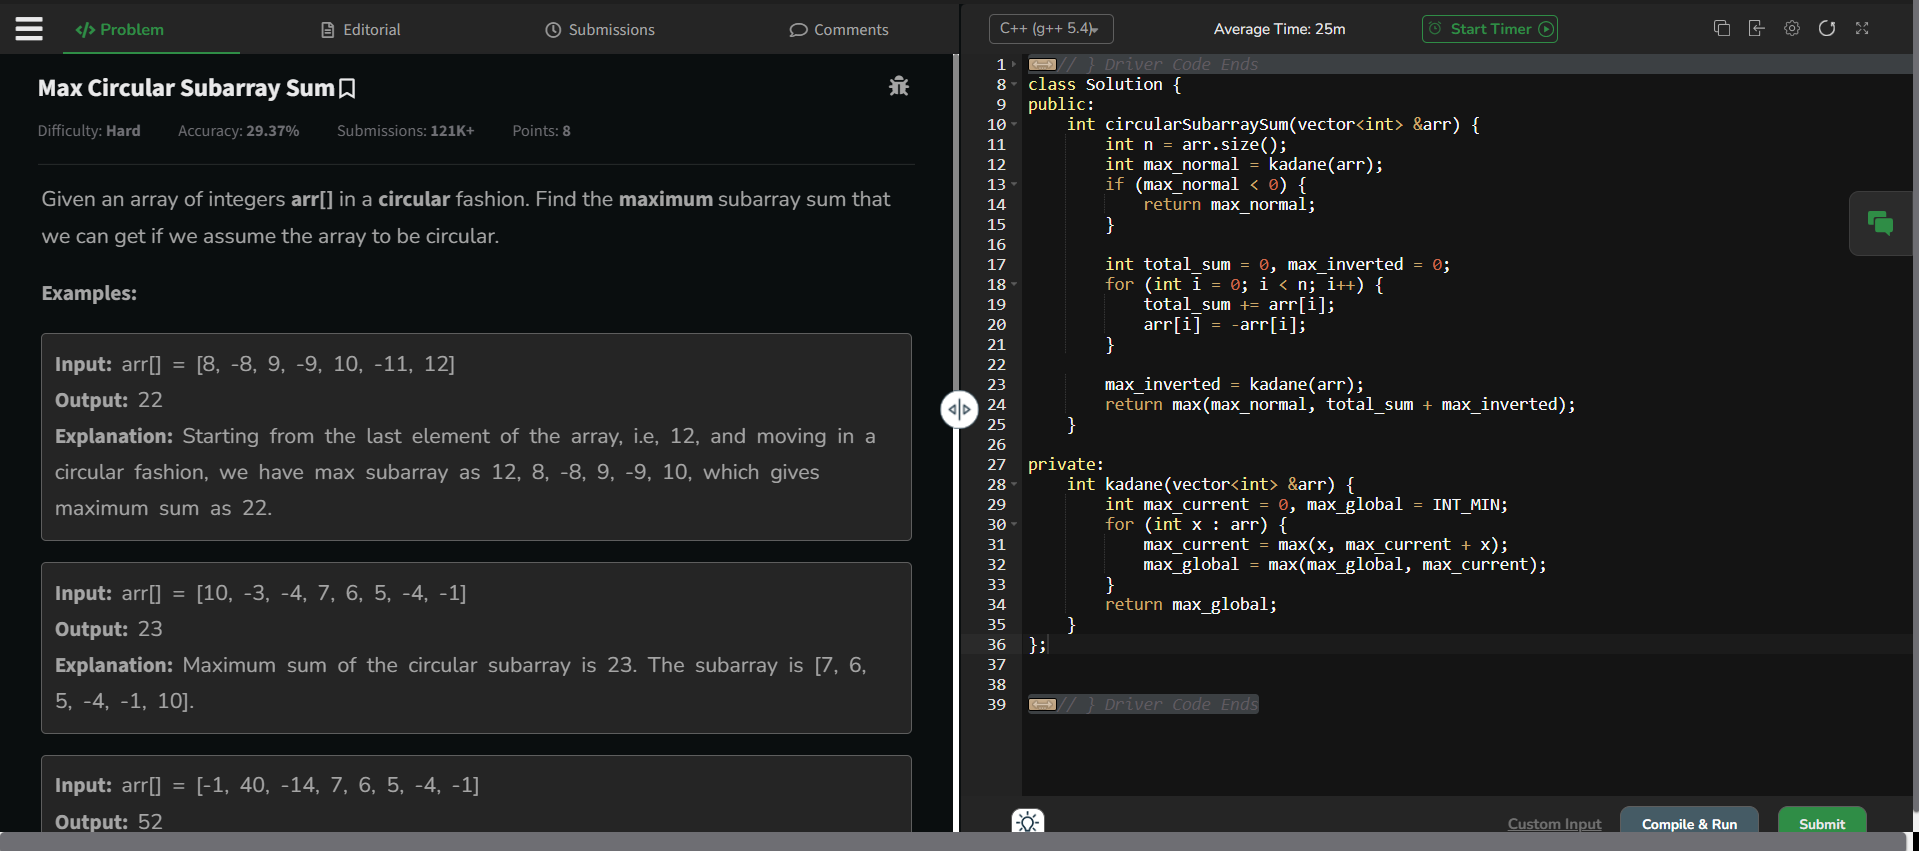 Problem
Editorial
Submissions
Comments
Max Circular Subarray Sum
Difficulty: Hard Accuracy: 29.37% Submissions: 121K+ Points: 8
Given an array of integers arr[] in a circular fashion. Find the maximum subarray sum that
we can get if we assume the array to be circular.
Examples:
Input: arr[] = [8, -8, 9, -9, 10, -11, 12]
Output: 22
Explanation: Starting from the last element of the array, i.e, 12, and moving in a
circular fashion, we have max subarray as 12, 8, -8, 9, -9, 10, which gives
maximum sum as 22.
Input: arr[] = [10, -3, -4, 7, 6, 5, -4, -1]
Output: 23
Explanation: Maximum sum of the circular subarray is 23. The subarray is [7, 6,
5, -4, -1, 10].
Input: arr[] = [-1, 40, -14, 7, 6, 5, -4, -1]
Output: 52
C++ (g++ 5.4)
Average Time: 25m
Start Timer
1 // } Driver Code Ends
8 class Solution {
9 public:
10     int circularSubarraySum(vector<int> &arr) {
11         int n = arr.size();
12         int max_normal = kadane(arr);
13         if (max_normal < 0) {
14             return max_normal;
15         }
16
17         int total_sum = 0, max_inverted = 0;
18         for (int i = 0; i < n; i++) {
19             total_sum += arr[i];
20             arr[i] = -arr[i];
21         }
22
23         max_inverted = kadane(arr);
24         return max(max_normal, total_sum + max_inverted);
25     }
26
27 private:
28     int kadane(vector<int> &arr) {
29         int max_current = 0, max_global = INT_MIN;
30         for (int x : arr) {
31             max_current = max(x, max_current + x);
32             max_global = max(max_global, max_current);
33         }
34         return max_global;
35     }
36 };
37
38
39 // } Driver Code Ends
Custom Input
Compile & Run
Submit